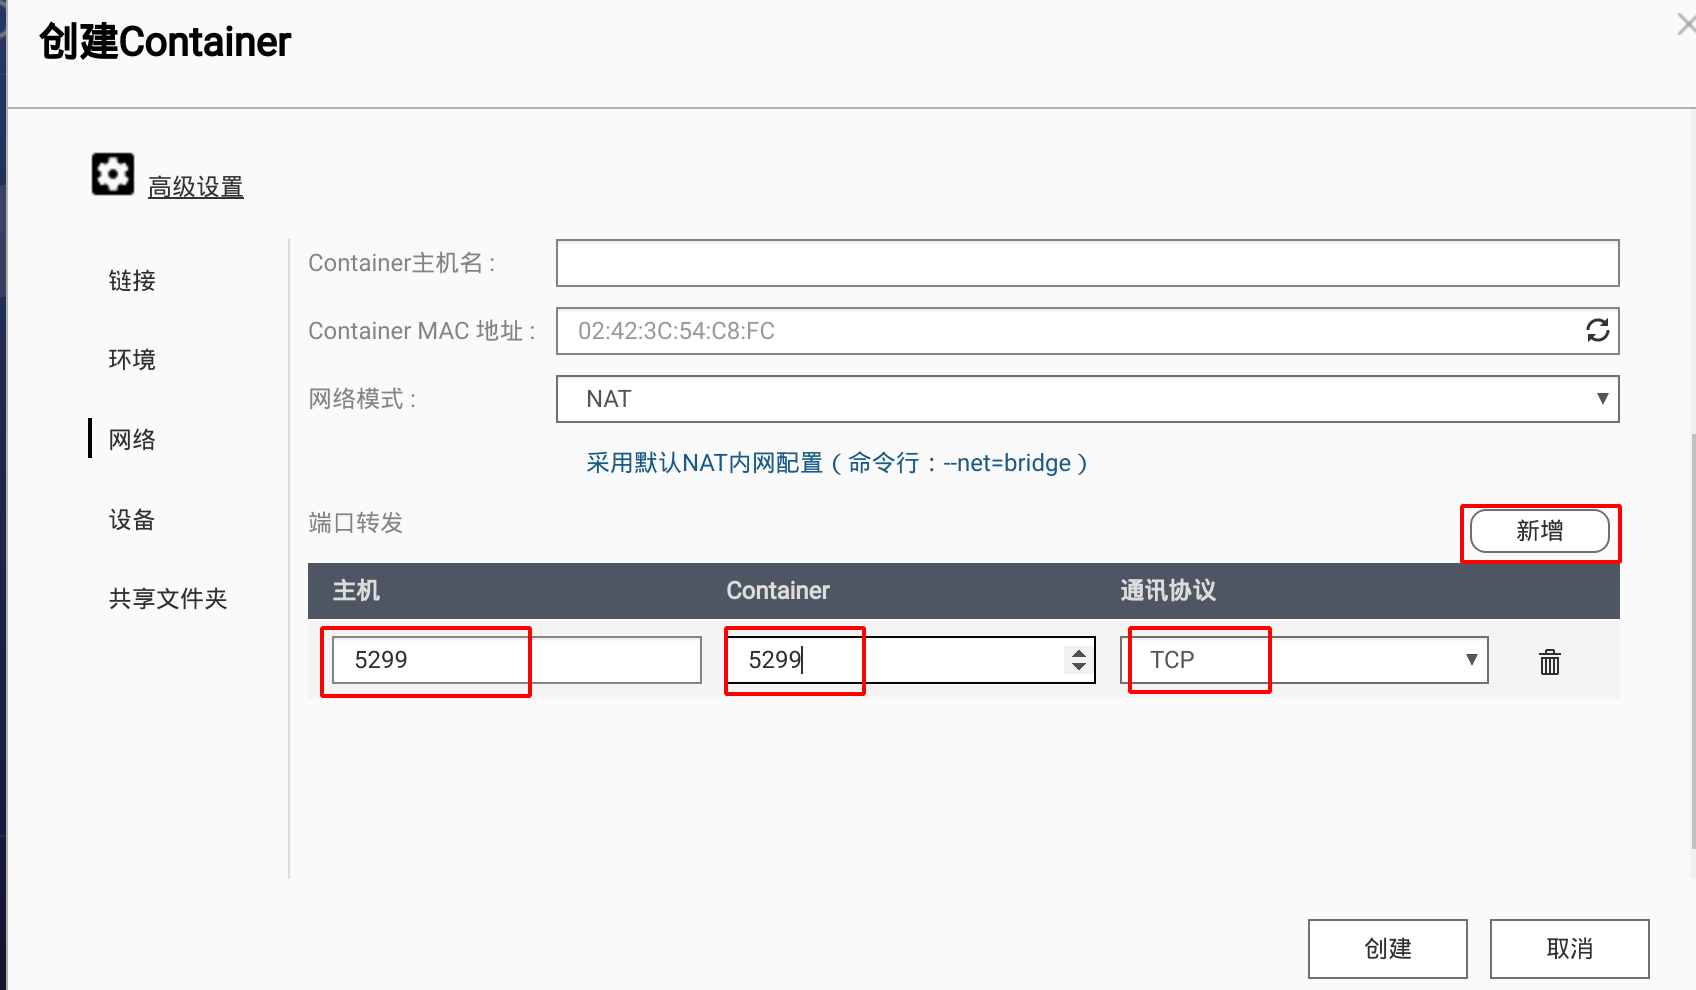 创建Container
高级设置
链接
环境
网络
设备
共享文件夹
Container主机名 :
Container MAC 地址 :
02:42:3C:54:C8:FC
网络模式 :
NAT
采用默认NAT内网配置（命令行：--net=bridge）
端口转发
新增
主机
Container
通讯协议
5299
5299
TCP
创建
取消